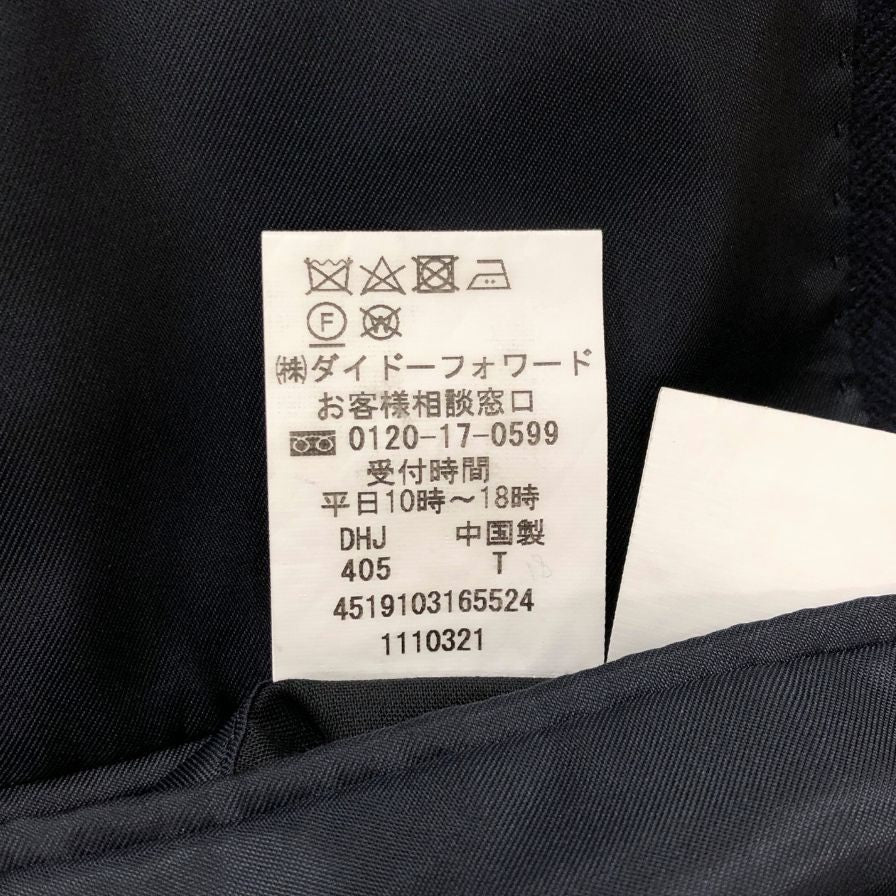 F W
㈱ダイドーフォワード
お客様相談窓口
0120-17-0599
受付時間
平日10時～18時
DHJ 中国製
405 T
4519103165524
1110321